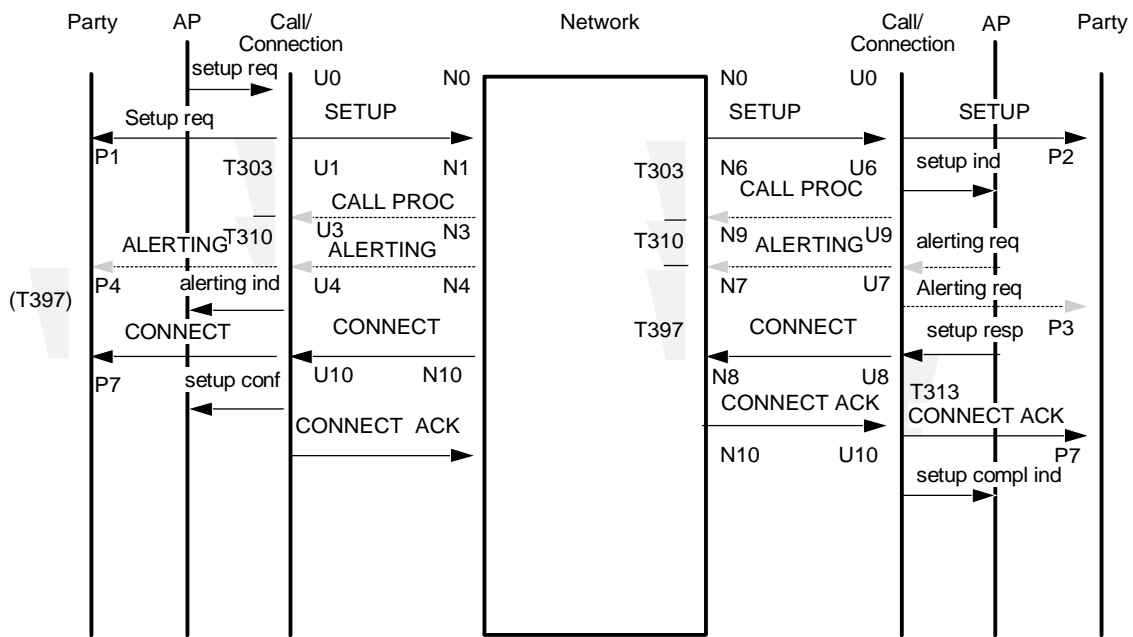 Party AP Call/ Network Call/ AP Party
Connection Connection
setup req U0 N0 N0 U0
Setup req SETUP SETUP SETUP
P1 T303 U1 N1 T303 N6 U6 setup ind P2
CALL PROC CALL PROC
ALERTING T310 U3 ALERTING N3 T310 N9 ALERTING U9 alerting req
(T397) P4 alerting ind U4 N4 N7 U7 Alerting req
CONNECT CONNECT T397 CONNECT setup resp P3
P7 setup conf U10 N10 N8 U8 T313
CONNECT ACK CONNECT ACK CONNECT ACK
N10 U10 P7
setup compl ind